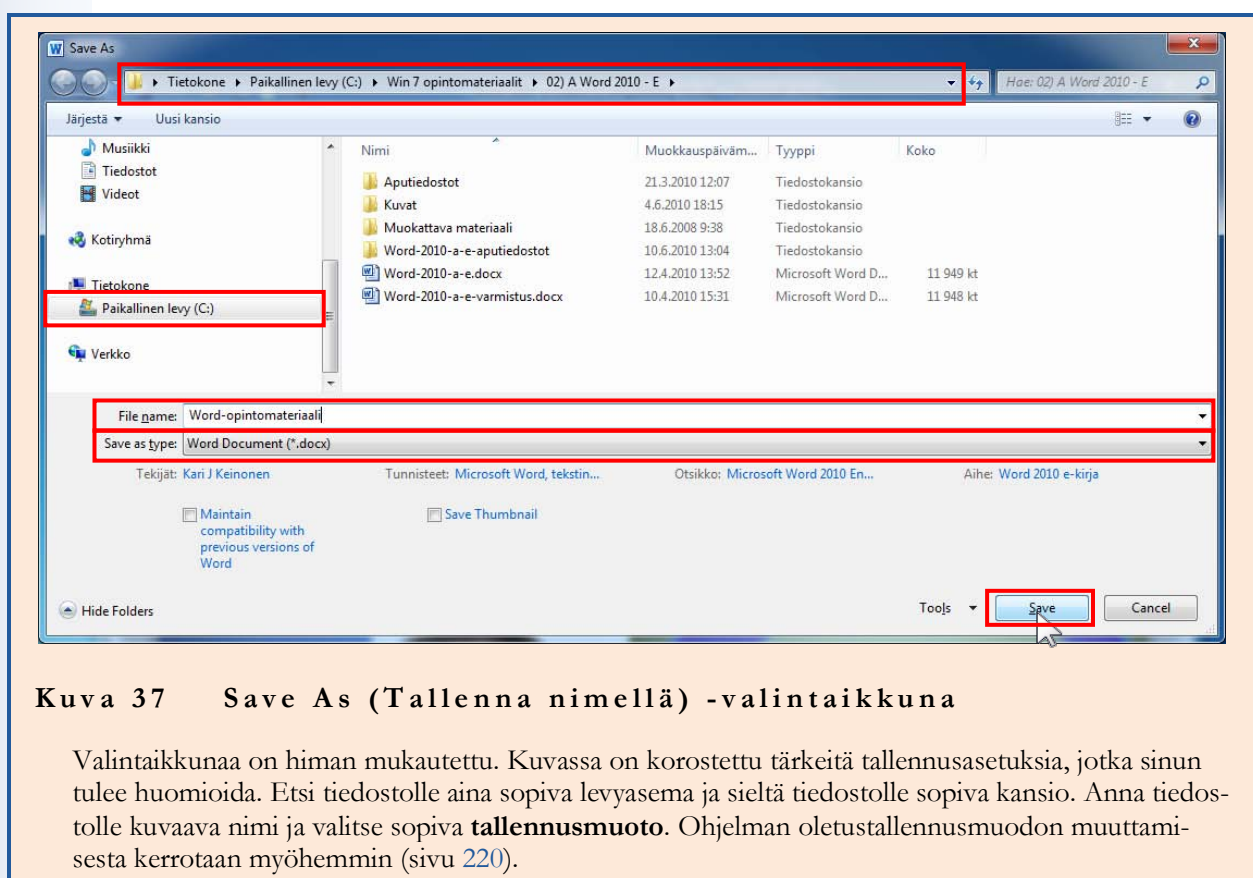 Save As
Tietokone Paikallinen levy (C:) Win 7 opintomateriaalit 02) A Word 2010 - E Hae: 02) A Word 2010 - E
Järjestä Uusi kansio
Musiikki
Tiedostot
Videot
Kotiryhmä
Tietokone
Paikallinen levy (C:)
Verkko
Nimi Muokkauspäiväm... Tyyppi Koko
Aputiedostot 21.3.2010 12:07 Tiedostokansio
Kuvat 4.6.2010 18:15 Tiedostokansio
Muokattava materiaali 18.6.2008 9:38 Tiedostokansio
Word-2010-a-e-aputiedostot 10.6.2010 13:04 Tiedostokansio
Word-2010-a-e.docx 12.4.2010 13:52 Microsoft Word D... 11 949 kt
Word-2010-a-e-varmistus.docx 10.4.2010 15:31 Microsoft Word D... 11 948 kt
File name: Word-opintomateriaali
Save as type: Word Document (*.docx)
Tekijät: Kari J Keinonen Tunnisteet: Microsoft Word, tekstin... Otsikko: Microsoft Word 2010 En... Aihe: Word 2010 e-kirja
Maintain
compatibility with
previous versions of
Word
Save Thumbnail
Hide Folders Tools Save Cancel
Kuva 37 Save As (Tallenna nimellä) -valintaikkuna
Valintaikkunaa on himan mukautettu. Kuvassa on korostettu tärkeitä tallennusasetuksia, jotka sinun
tulee huomioida. Etsi tiedostolle aina sopiva levyasema ja sieltä tiedostolle sopiva kansio. Anna tiedos-
tolle kuvaava nimi ja valitse sopiva tallennusmuoto. Ohjelman oletustallennusmuodon muuttami-
sesta kerrotaan myöhemmin (sivu 220).